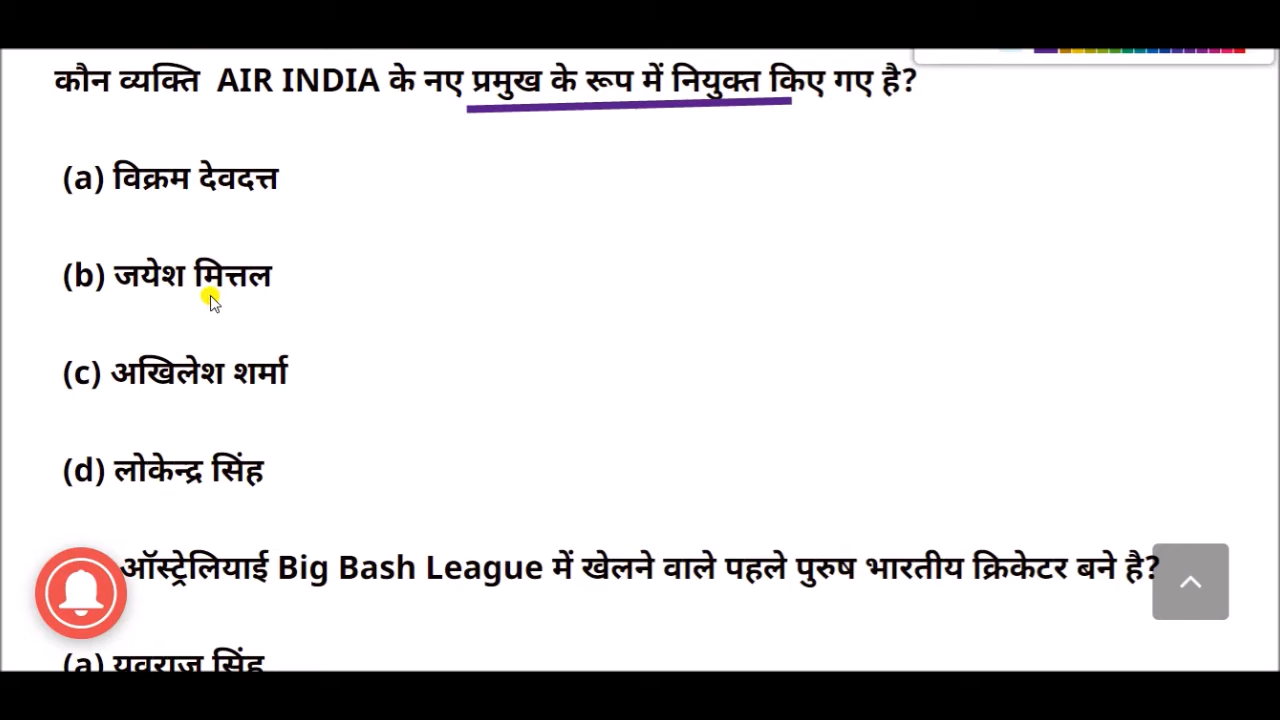 कौन व्यक्ति AIR INDIA के नए प्रमुख के रूप में नियुक्त किए गए है?
(a) विक्रम देवदत्त
(b) जयेश मित्तल
(c) अखिलेश शर्मा
(d) लोकेन्द्र सिंह
ऑस्ट्रेलियाई Big Bash League में खेलने वाले पहले पुरुष भारतीय क्रिकेटर बने है?
(a) युवराज सिंह